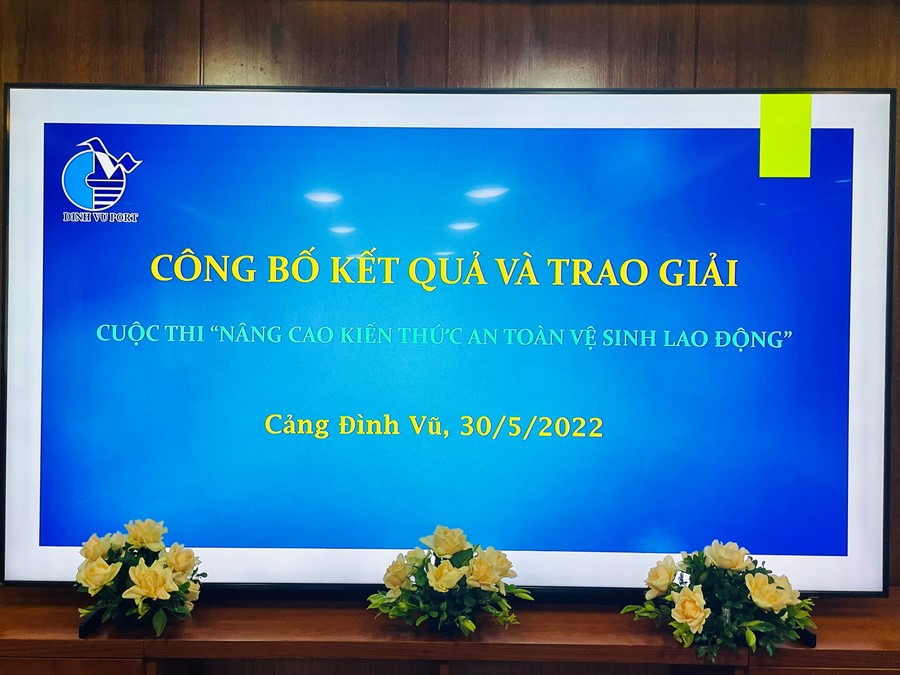 DINH VU PORT
CÔNG BỐ KẾT QUẢ VÀ TRAO GIẢI
CUỘC THI “NÂNG CAO KIẾN THỨC AN TOÀN VỆ SINH LAO ĐỘNG”
Cảng Đình Vũ, 30/5/2022